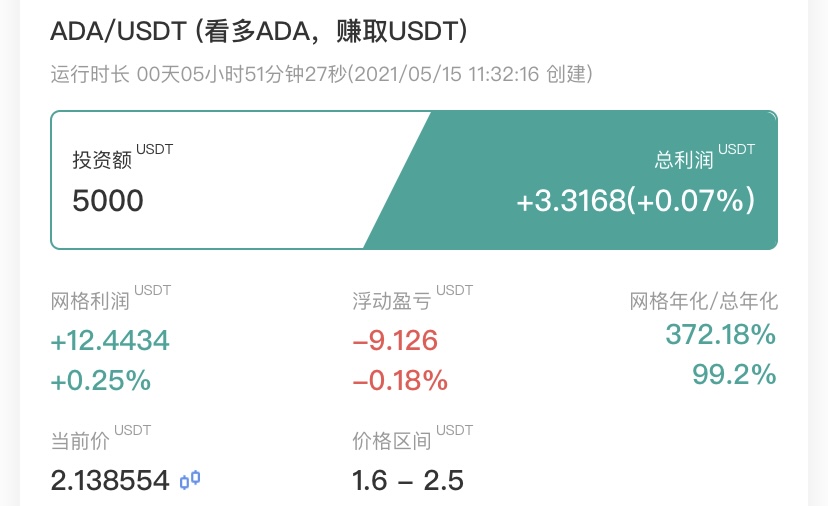 ADA/USDT (看多ADA，赚取USDT)
运行时长 00天05小时51分钟27秒(2021/05/15 11:32:16 创建)
投资额 USDT
总利润 USDT
5000
+3.3168(+0.07%)
网格利润 USDT
浮动盈亏 USDT
网格年化/总年化
+12.4434
-9.126
372.18%
+0.25%
-0.18%
99.2%
当前价 USDT
价格区间 USDT
2.138554
1.6 – 2.5